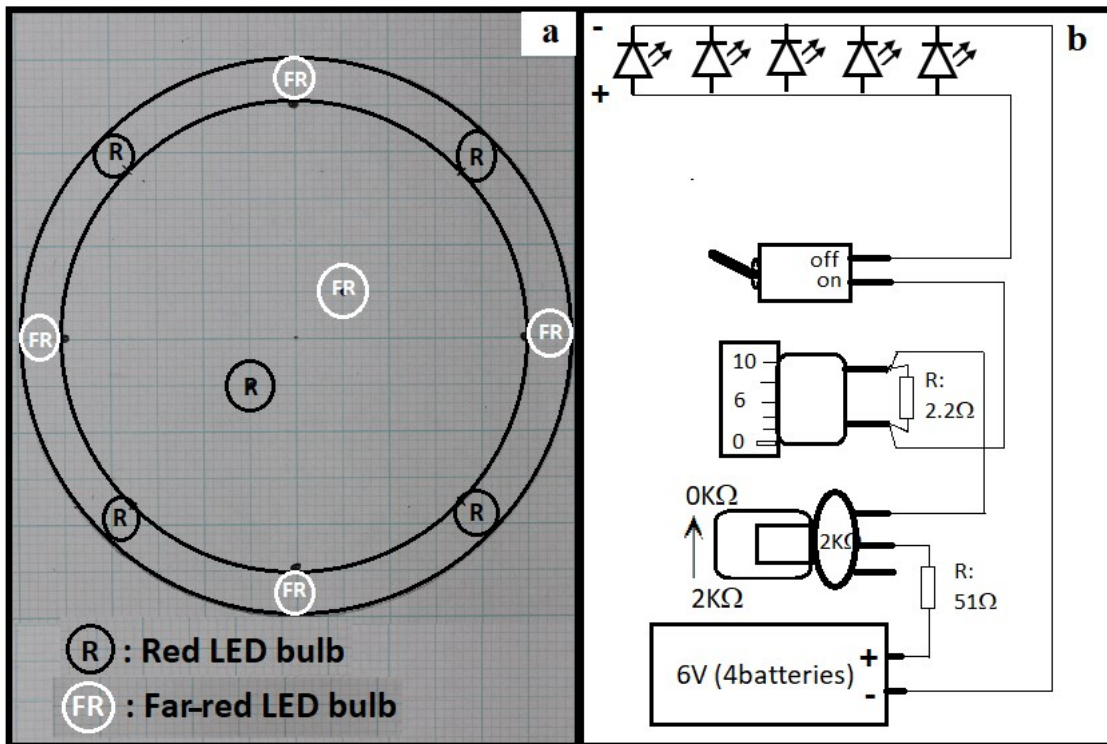 a
FR
R
R
FR
FR
FR
R
R
R
FR
R : Red LED bulb
FR : Far-red LED bulb
b
-
+
off
on
10
6
0
R:
2.2Ω
0KΩ
2KΩ
2KΩ
R:
51Ω
6V (4batteries)
+
-